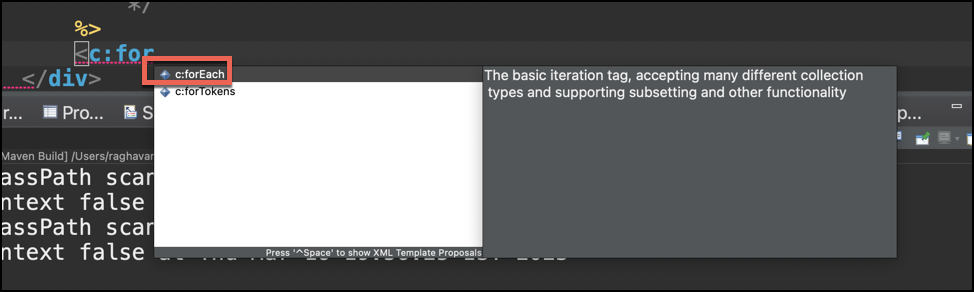 */
%>
<c:for
</div>
c:forEach
c:forTokens
The basic iteration tag, accepting many different collection
types and supporting subsetting and other functionality
r... Pro... S p...
Maven Build] /Users/raghavar
assPath scan
ntext false
assPath scan
ntext false
Press '^Space' to show XML Template Proposals